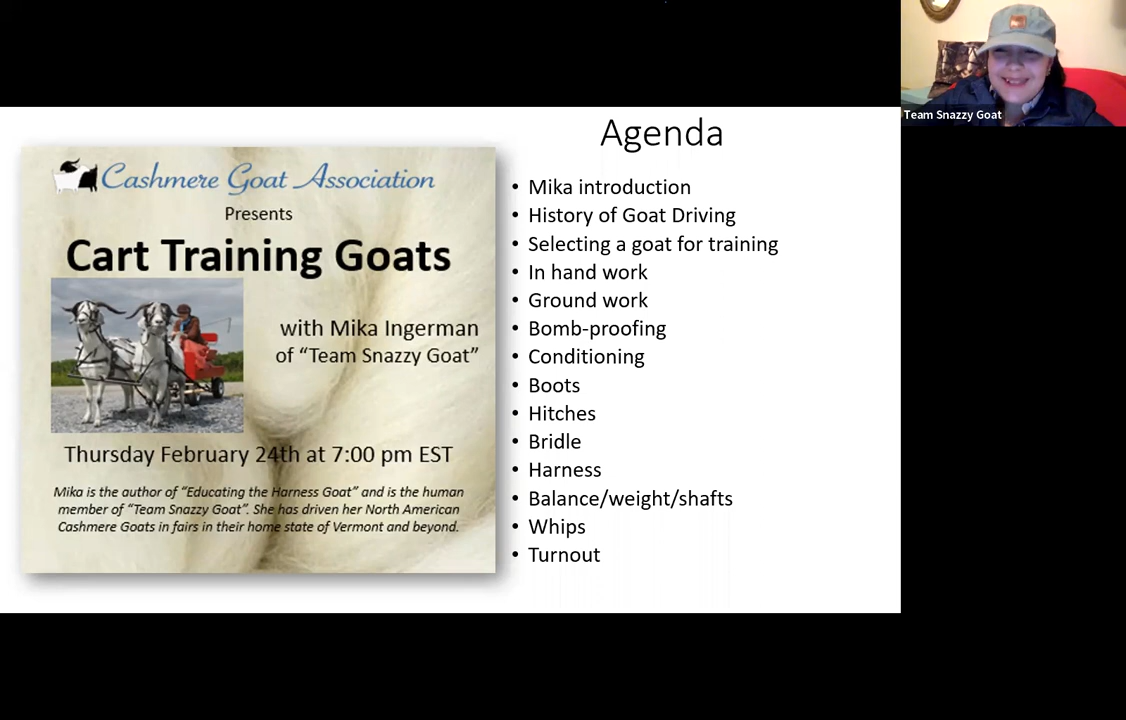 Team Snazzy Goat
Cashmere Goat Association
Presents
Cart Training Goats
with Mika Ingerman
of “Team Snazzy Goat”
Thursday February 24th at 7:00 pm EST
Mika is the author of “Educating the Harness Goat” and is the human
member of “Team Snazzy Goat”. She has driven her North American
Cashmere Goats in fairs in their home state of Vermont and beyond.
Agenda
• Mika introduction
• History of Goat Driving
• Selecting a goat for training
• In hand work
• Ground work
• Bomb-proofing
• Conditioning
• Boots
• Hitches
• Bridle
• Harness
• Balance/weight/shafts
• Whips
• Turnout